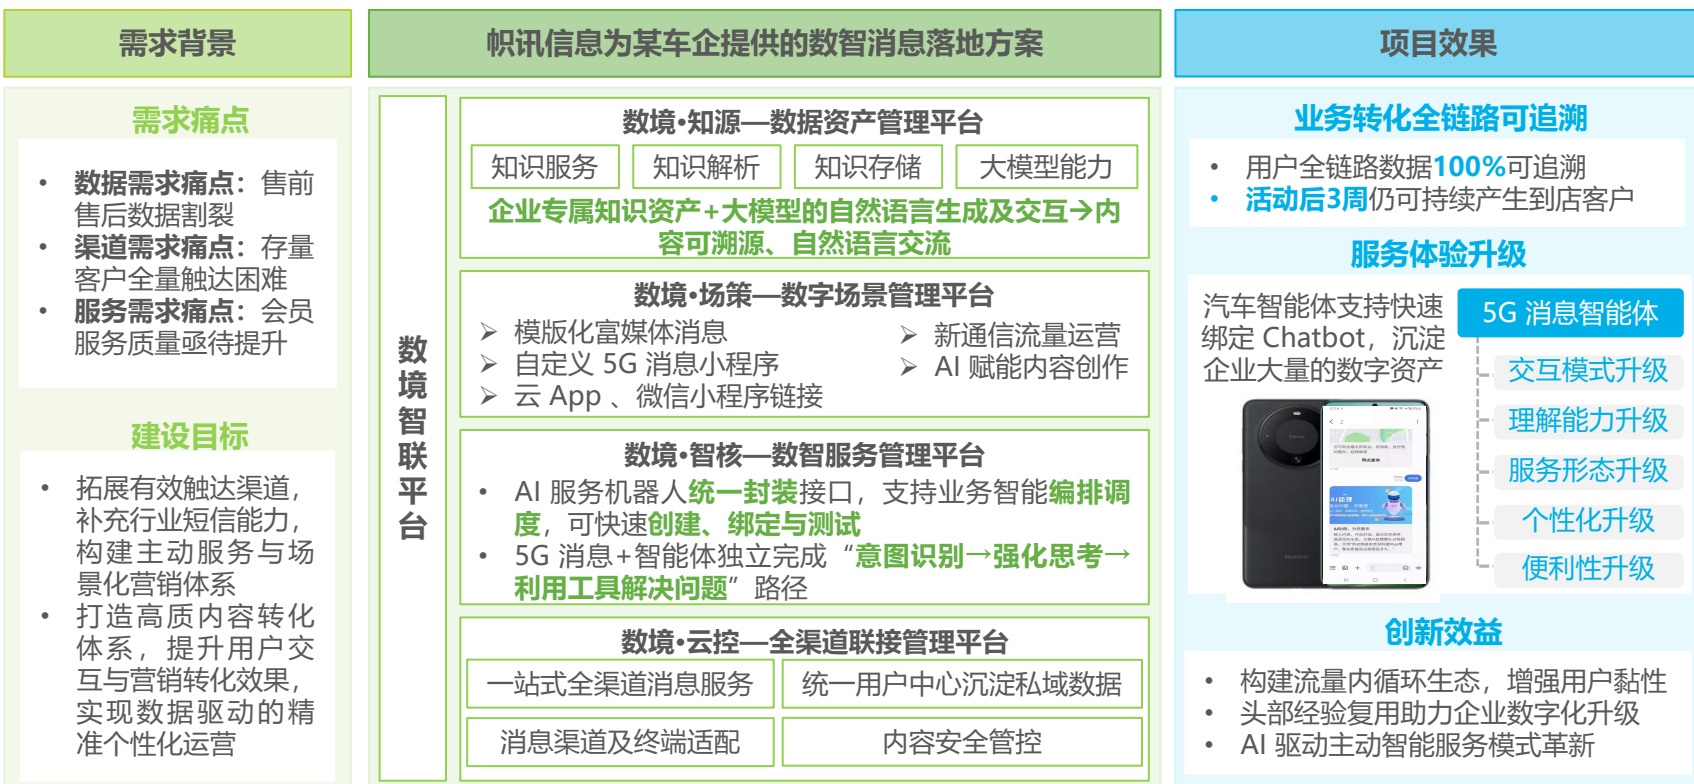 需求背景
需求痛点
• 数据需求痛点：售前
售后数据割裂
• 渠道需求痛点：存量
客户全量触达困难
• 服务需求痛点：会员
服务质量亟待提升
建设目标
• 拓展有效触达渠道，
补充行业短信能力，
构建主动服务与场
景化营销体系
• 打造高质内容转化
体系，提升用户交
互与营销转化效果，
实现数据驱动的精
准个性化运营
帜讯信息为某车企提供的数智消息落地方案
数境智联平台
数境•知源—数据资产管理平台
知识服务
知识解析
知识存储
大模型能力
企业专属知识资产+大模型的自然语言生成及交互→内
容可溯源、自然语言交流
数境•场策—数字场景管理平台
➢ 模版化富媒体消息
➢ 自定义 5G 消息小程序
➢ 云 App 、微信小程序链接
➢ 新通信流量运营
➢ AI 赋能内容创作
数境•智核—数智服务管理平台
• AI 服务机器人统一封装接口，支持业务智能编排调
度，可快速创建、绑定与测试
• 5G 消息+智能体独立完成“意图识别→强化思考→
利用工具解决问题”路径
数境•云控—全渠道联接管理平台
一站式全渠道消息服务
统一用户中心沉淀私域数据
消息渠道及终端适配
内容安全管控
项目效果
业务转化全链路可追溯
• 用户全链路数据100%可追溯
• 活动后3周仍可持续产生到店客户
服务体验升级
汽车智能体支持快速
绑定 Chatbot，沉淀
企业大量的数字资产
5G 消息智能体
交互模式升级
理解能力升级
服务形态升级
个性化升级
便利性升级
创新效益
• 构建流量内循环生态，增强用户黏性
• 头部经验复用助力企业数字化升级
• AI 驱动主动智能服务模式革新